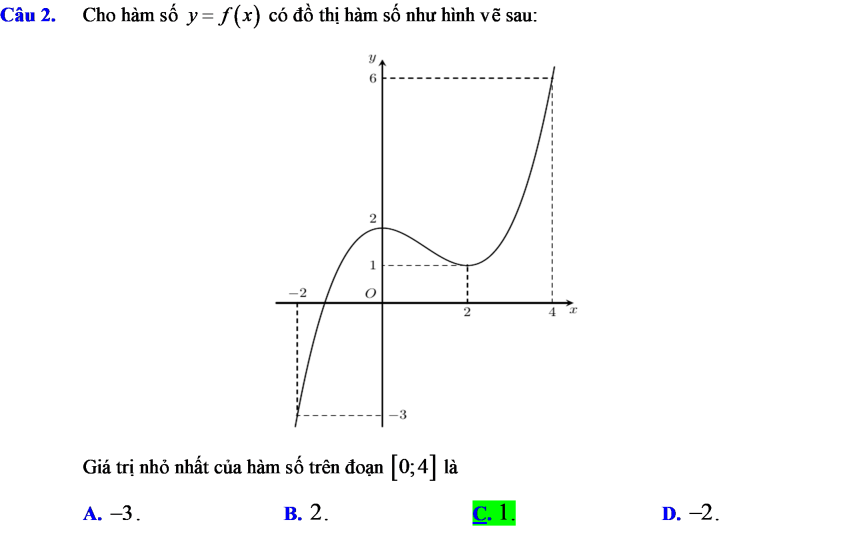 Câu 2. Cho hàm số y = f(x) có đồ thị hàm số như hình vẽ sau:
y
6
2
1
-2
O
2
4
x
-3
Giá trị nhỏ nhất của hàm số trên đoạn [0;4] là
A. -3. B. 2. C. 1. D. -2.